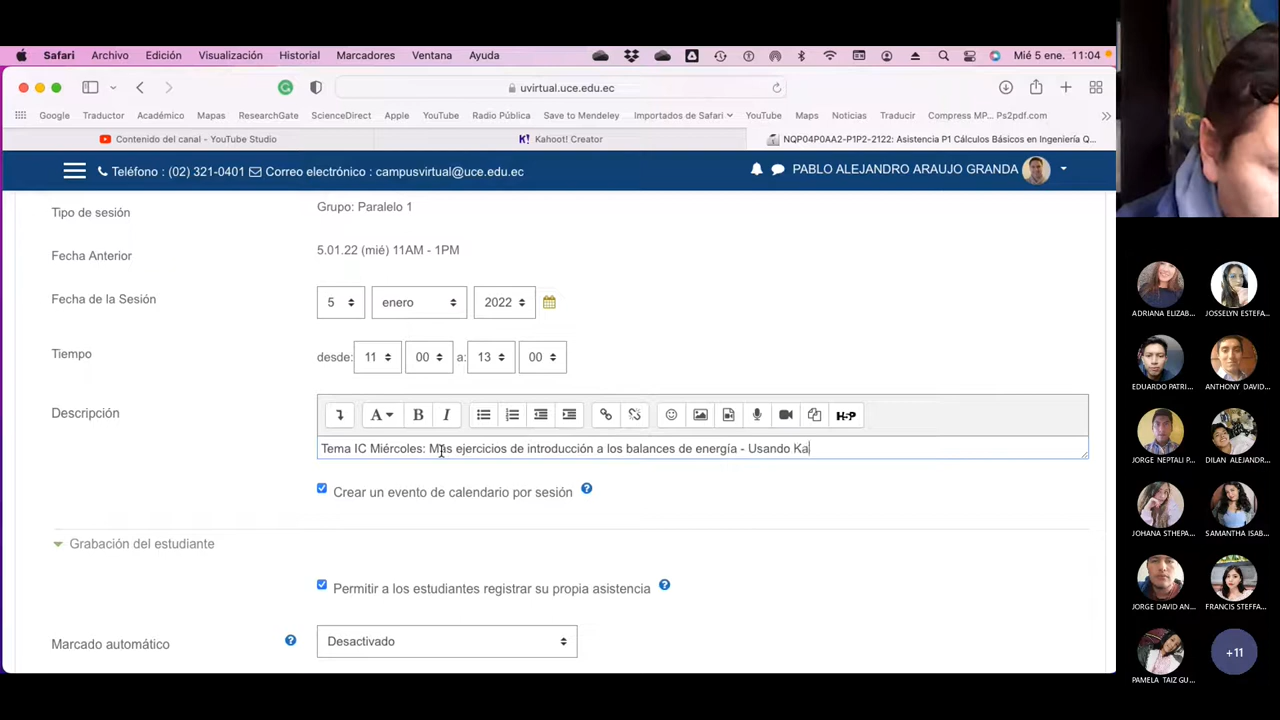 Safari Archivo Edición Visualización Historial Marcadores Ventana Ayuda Mié 5 ene. 11:04
uvirtual.uce.edu.ec
Google Traductor Académico Mapas ResearchGate ScienceDirect Apple YouTube Radio Pública Save to Mendeley Importados de Safari YouTube Maps Noticias Traducir Compress MP... Ps2pdf.com
Contenido del canal - YouTube Studio Kahoot! Creator NQP04P0AA2-P1P2-2122: Asistencia P1 Cálculos Básicos en Ingeniería Q...
Teléfono : (02) 321-0401 Correo electrónico : campusvirtual@uce.edu.ec PABLO ALEJANDRO ARAUJO GRANDA
Tipo de sesión Grupo: Paralelo 1
Fecha Anterior 5.01.22 (mié) 11AM - 1PM
Fecha de la Sesión 5 enero 2022
Tiempo desde: 11 00 a: 13 00
Descripción
A B I H-P
Tema IC Miércoles: Más ejercicios de introducción a los balances de energía - Usando Ka
Crear un evento de calendario por sesión
Grabación del estudiante
Permitir a los estudiantes registrar su propia asistencia
Marcado automático Desactivado
ADRIANA ELIZAB... JOSSELYN ESTEFA...
EDUARDO PATRI... ANTHONY DAVID...
JORGE NEPTALI P... DILAN ALEJANDR...
JOHANA STHEPA... SAMANTHA ISAB...
JORGE DAVID AN... FRANCIS STEFFA...
PAMELA TAIZ GU... +11